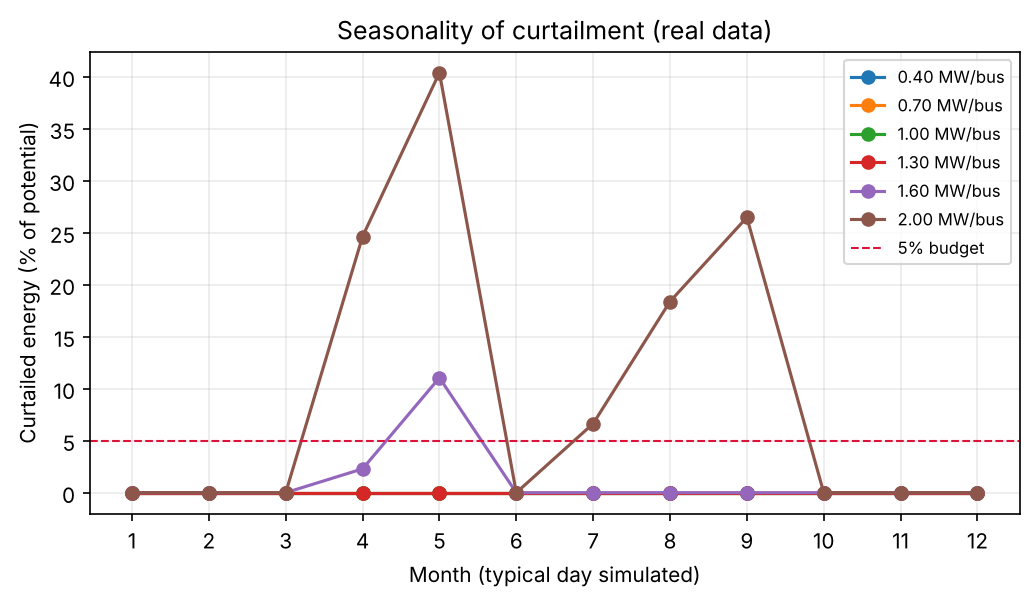 Seasonality of curtailment (real data)
Curtailed energy (% of potential)
40
35
30
25
20
15
10
5
0
0.40 MW/bus
0.70 MW/bus
1.00 MW/bus
1.30 MW/bus
1.60 MW/bus
2.00 MW/bus
5% budget
1 2 3 4 5 6 7 8 9 10 11 12
Month (typical day simulated)